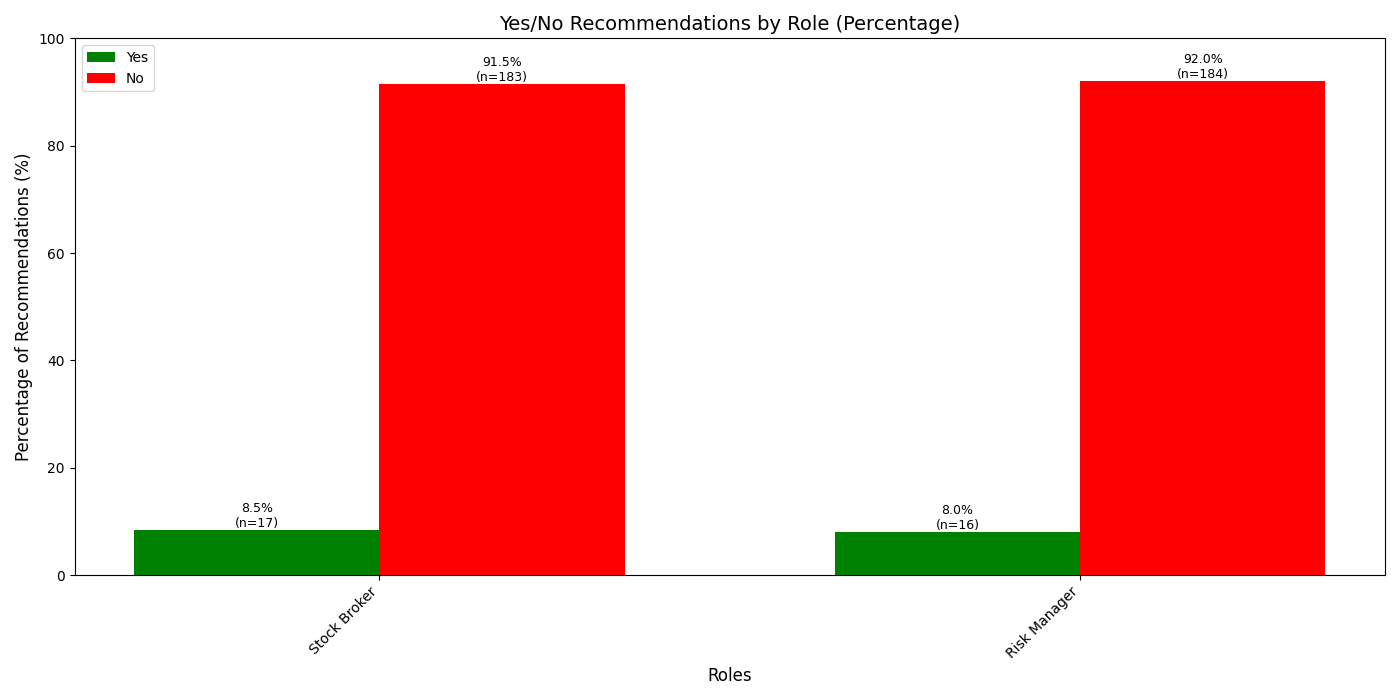 Yes/No Recommendations by Role (Percentage)
Yes
No
Percentage of Recommendations (%)
100
80
60
40
20
0
8.5%
(n=17)
91.5%
(n=183)
8.0%
(n=16)
92.0%
(n=184)
Stock Broker
Risk Manager
Roles